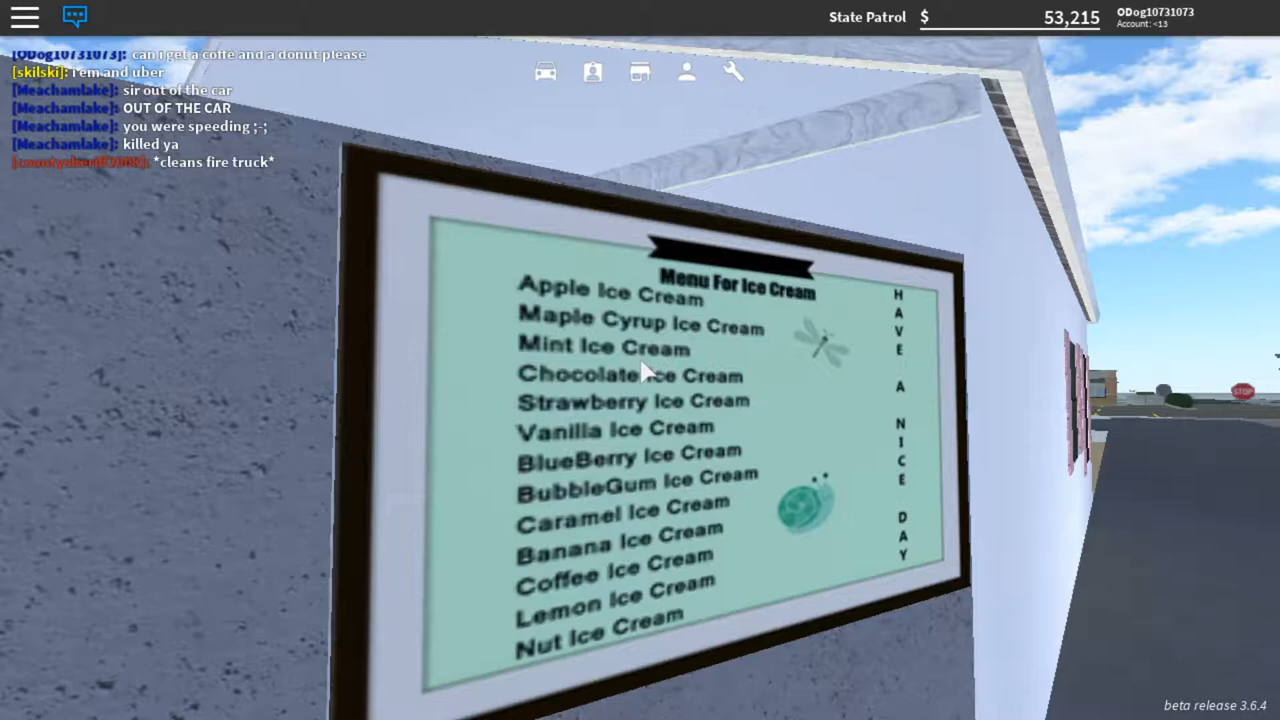 State Patrol $ 53,215 ODog10731073
Account: <13
[ODog10731073]: can i get a coffe and a donut please
[skilski]: i em and uber
[Meachamlake]: sir out of the car
[Meachamlake]: OUT OF THE CAR
[Meachamlake]: you were speeding ;-;
[Meachamlake]: killed ya
*cleans fire truck*
Menu For Ice Cream
Apple Ice Cream
Maple Cyrup Ice Cream
Mint Ice Cream
Chocolate Ice Cream
Strawberry Ice Cream
Vanilla Ice Cream
BlueBerry Ice Cream
BubbleGum Ice Cream
Caramel Ice Cream
Banana Ice Cream
Coffee Ice Cream
Lemon Ice Cream
Nut Ice Cream
HAVE A NICE DAY
STOP
beta release 3.6.4